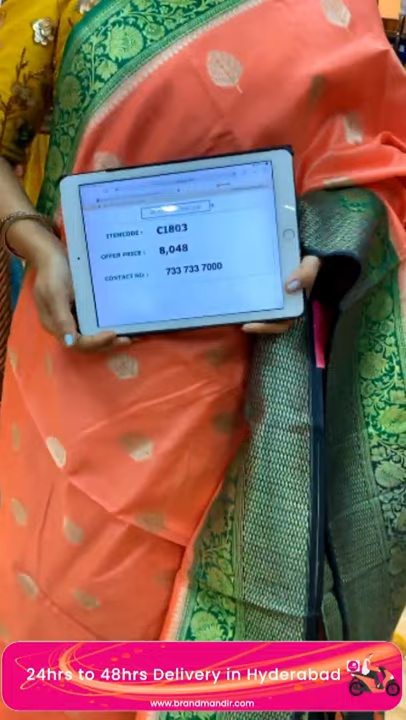 ITEMCODE : C1803
OFFER PRICE : 8,048
CONTACT NO : 733 733 7000
24hrs to 48hrs Delivery in Hyderabad
www.brandmandir.com